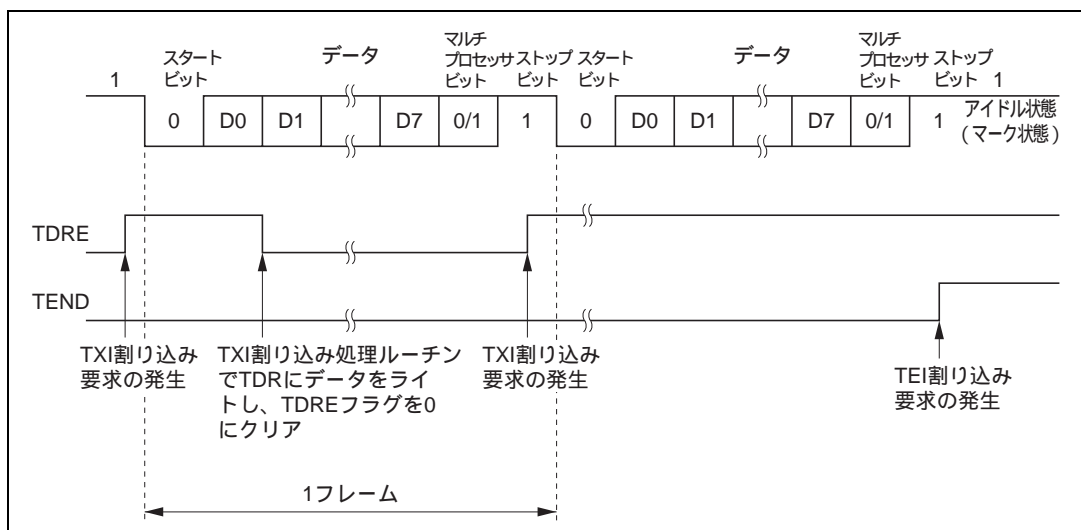 スタート
ビット
データ
マルチ
プロセッサ
ビット
ストップ
ビット
スタート
ビット
データ
マルチ
プロセッサ
ビット
ストップ
ビット
1
1
0 D0 D1 D7 0/1 1 0 D0 D1 D7 0/1 1
アイドル状態
(マーク状態)
TDRE
TEND
TXI割り込み
要求の発生
TXI割り込み処理ルーチン
でTDRにデータをライ
トし、TDREフラグを0
にクリア
TXI割り込み
要求の発生
TEI割り込み
要求の発生
1フレーム